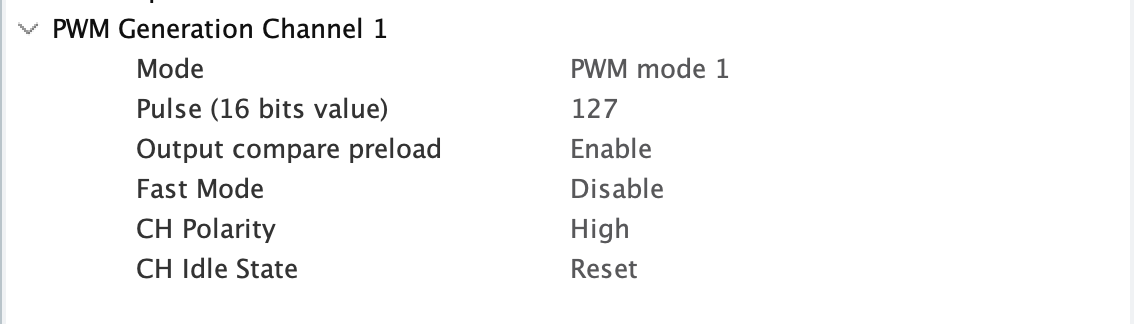 PWM Generation Channel 1
Mode PWM mode 1
Pulse (16 bits value) 127
Output compare preload Enable
Fast Mode Disable
CH Polarity High
CH Idle State Reset